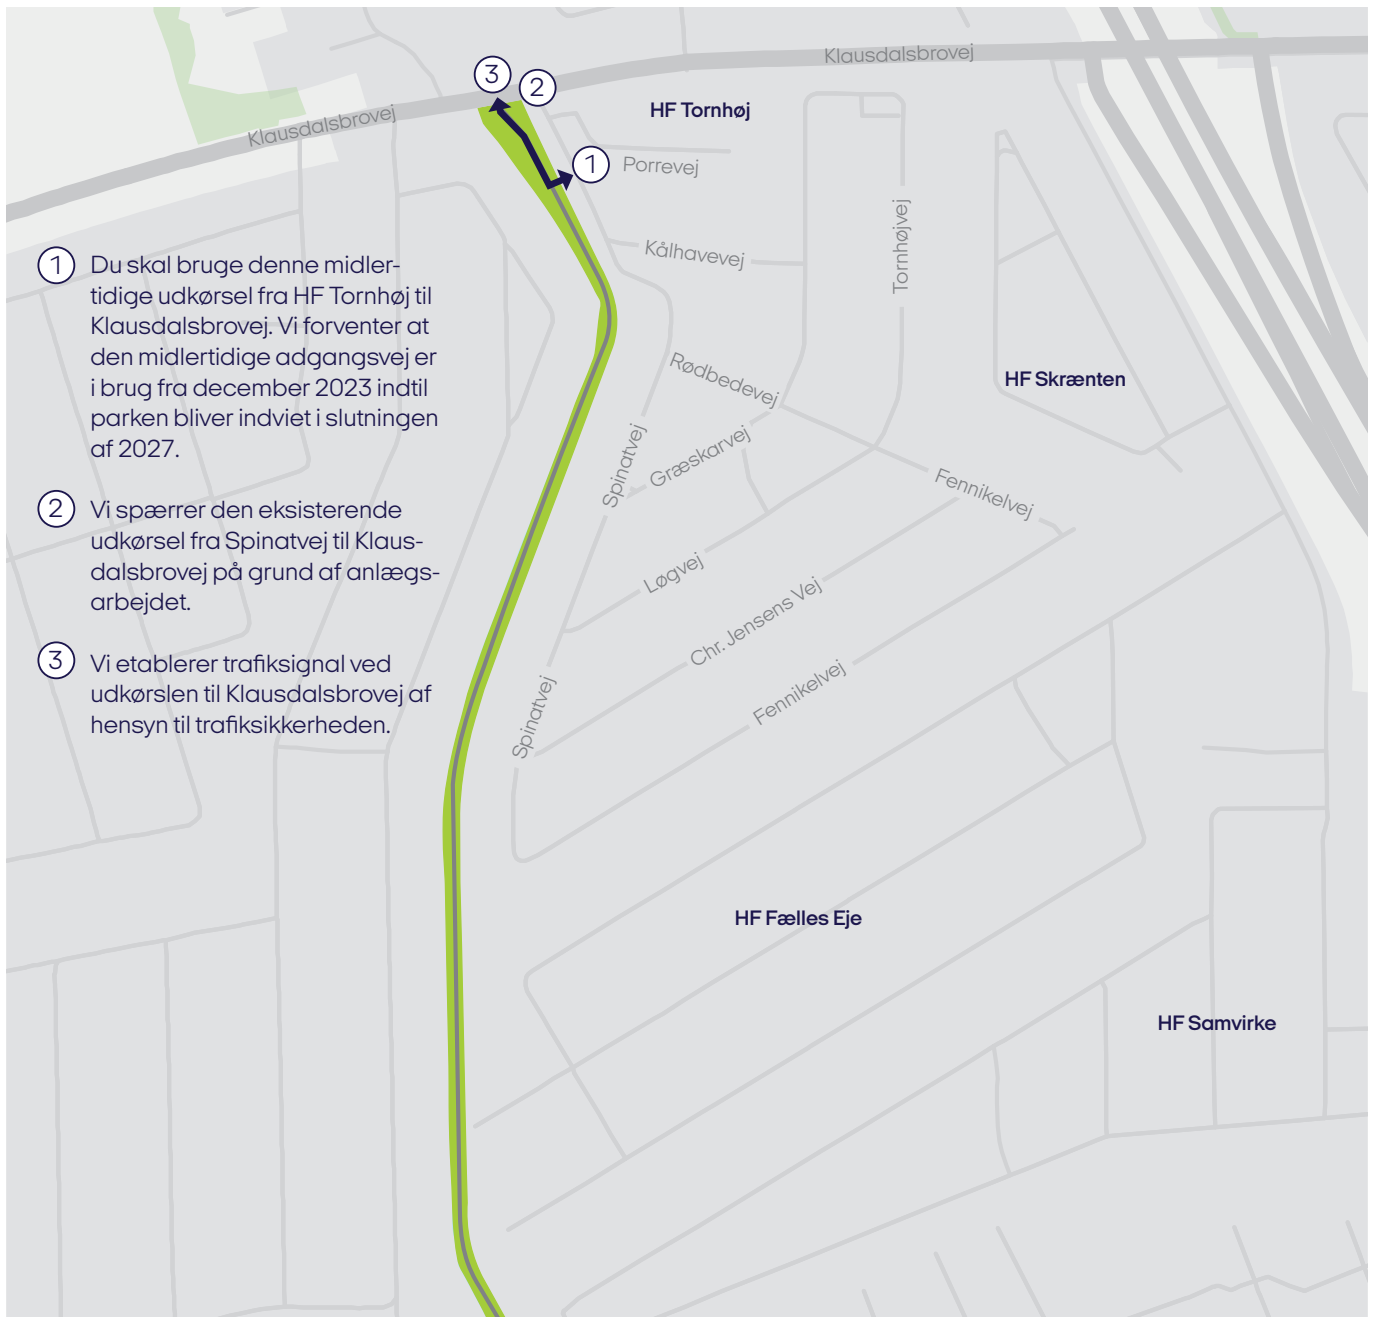 Klausdalsbrovej
3
2
HF Tornhøj
Klausdalsbrovej
1
Porrevej
Tornhøjvej
Kålhavevej
1
Du skal bruge denne midler-
tidige udkørsel fra HF Tornhøj til
Klausdalsbrovej. Vi forventer at
den midlertidige adgangsvej er
i brug fra december 2023 indtil
parken bliver indviet i slutningen
af 2027.
Rødbedevej
HF Skrænten
Spinatvej
Græskarvej
Fennikelvej
2
Vi spærrer den eksisterende
udkørsel fra Spinatvej til Klaus-
dalsbrovej på grund af anlægs-
arbejdet.
Løgvej
Chr. Jensens Vej
3
Vi etablerer trafiksignal ved
udkørslen til Klausdalsbrovej af
hensyn til trafiksikkerheden.
Fennikelvej
Spinatvej
HF Fælles Eje
HF Samvirke